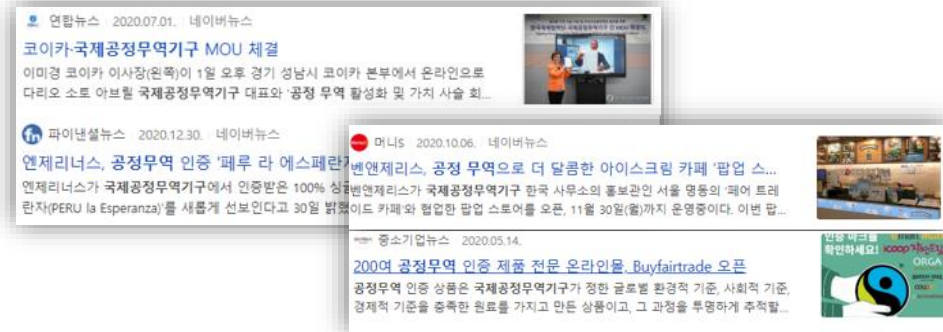 연합뉴스 2020.07.01. 네이버뉴스
코이카-국제공정무역기구 MOU 체결
이미경 코이카 이사장(왼쪽)이 1일 오후 경기 성남시 코이카 본부에서 온라인으로
다리오 소토 아브릴 국제공정무역기구 대표와 '공정 무역 활성화 및 가치 사슬 회...
fn 파이낸셜뉴스 2020.12.30. 네이버뉴스
엔제리너스, 공정무역 인증 '페루 라 에스페란
엔제리너스가 국제공정무역기구에서 인증받은 100% 싱글
란자(PERU la Esperanza)'를 새롭게 선보인다고 30일 밝혔
머니S 2020.10.06. 네이버뉴스
벤앤제리스, 공정 무역으로 더 달콤한 아이스크림 카페 '팝업 스...
벤앤제리스가 국제공정무역기구 한국 사무소의 홍보관인 서울 명동의 '페어 트레
이드 카페'와 협업한 팝업 스토어를 오픈, 11월 30일(월)까지 운영중이다. 이번 팝...
중소기업뉴스 2020.05.14.
200여 공정무역 인증 제품 전문 온라인몰, Buyfairtrade 오픈
공정무역 인증 상품은 국제공정무역기구가 정한 글로벌 환경적 기준, 사회적 기준,
경제적 기준을 충족한 원료를 가지고 만든 상품이고, 그 과정을 투명하게 추적할...
인증 마크를
확인하세요!
ORGA